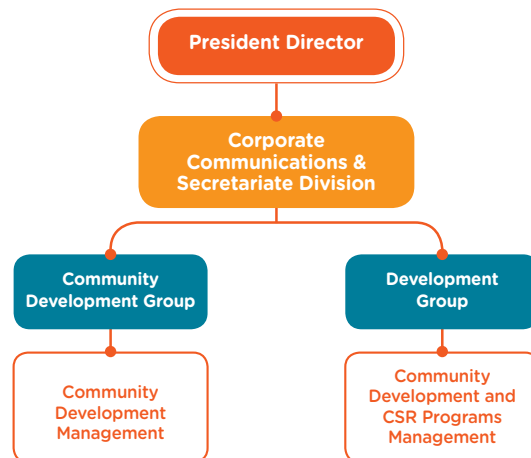 President Director
Corporate
Communications &
Secretariate Division
Community
Development Group
Development
Group
Community
Development
Management
Community
Development and
CSR Programs
Management